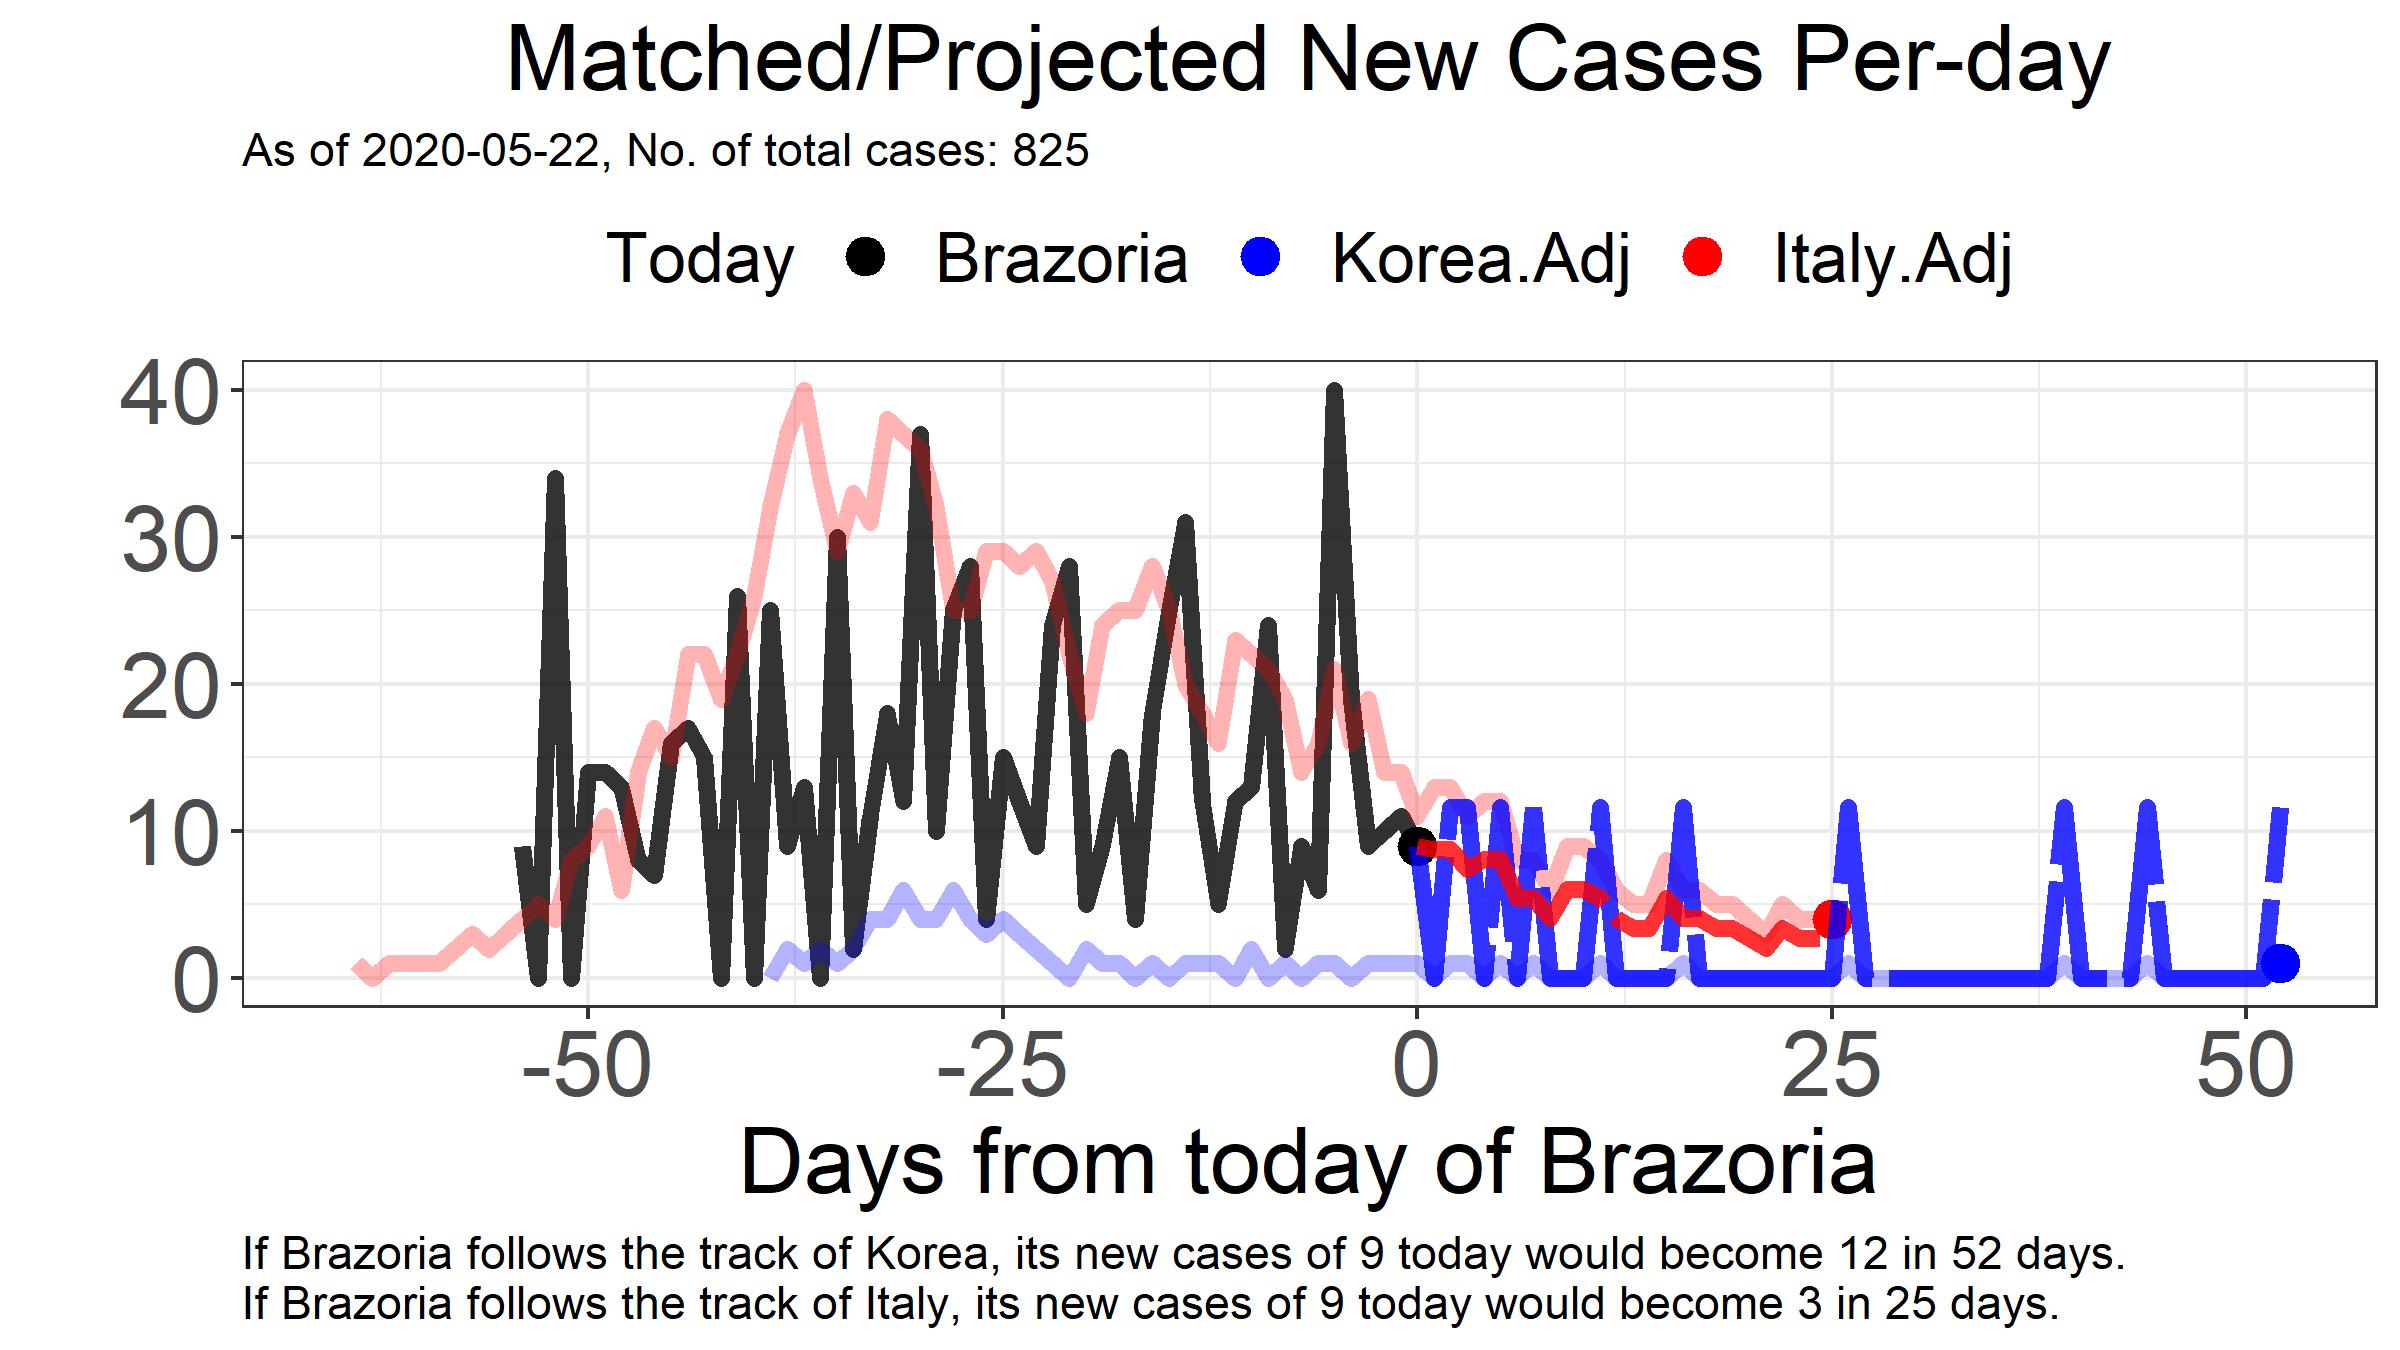 Matched/Projected New Cases Per-day
As of 2020-05-22, No. of total cases: 825
Today Brazoria Korea.Adj Italy.Adj
40
30
20
10
0
-50 -25 0 25 50
Days from today of Brazoria
If Brazoria follows the track of Korea, its new cases of 9 today would become 12 in 52 days.
If Brazoria follows the track of Italy, its new cases of 9 today would become 3 in 25 days.